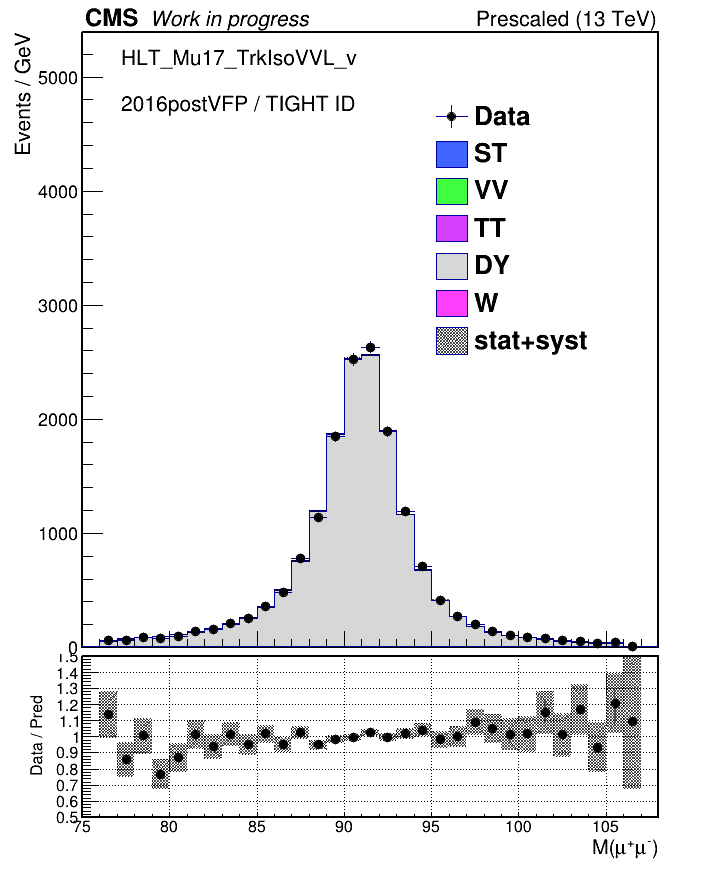 CMS Work in progress Prescaled (13 TeV)
Events / GeV
HLT_Mu17_TrkIsoVVL_v
2016postVFP / TIGHT ID
Data
ST
VV
TT
DY
W
stat+syst
5000
4000
3000
2000
1000
0
Data / Pred
1.5
1.4
1.3
1.2
1.1
1
0.9
0.8
0.7
0.6
0.5
75 80 85 90 95 100 105
M(μ⁺μ⁻)